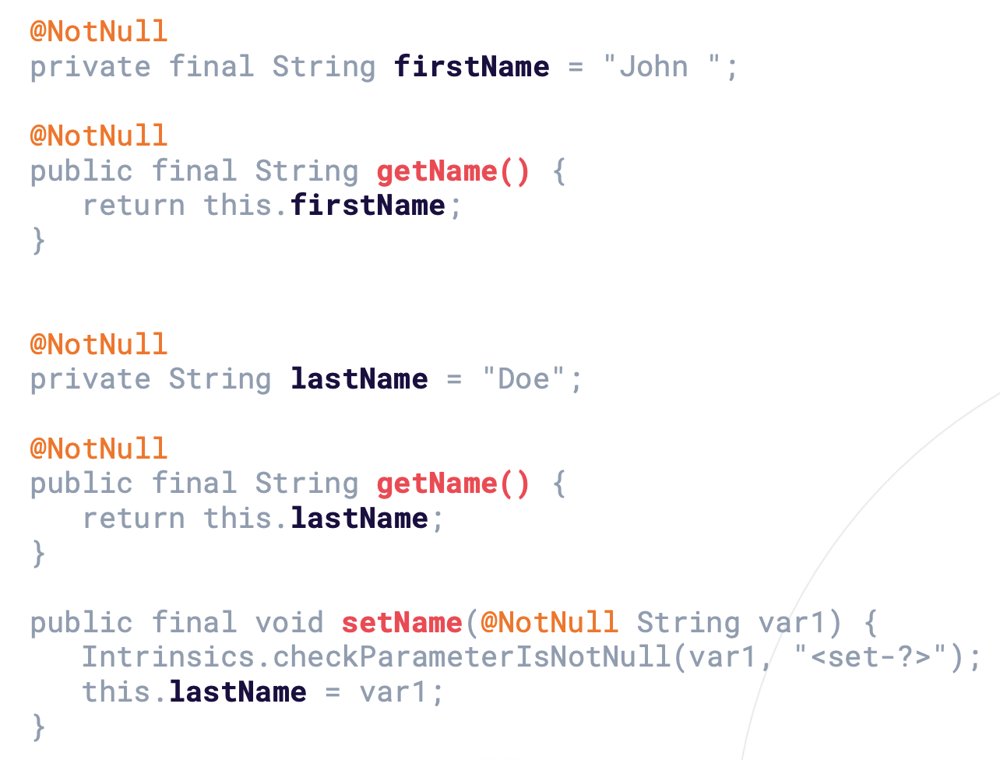 @NotNull
private final String firstName = "John ";
@NotNull
public final String getName() {
return this.firstName;
}
@NotNull
private String lastName = "Doe";
@NotNull
public final String getName() {
return this.lastName;
}
public final void setName(@NotNull String var1) {
Intrinsics.checkParameterIsNotNull(var1, "<set-?>");
this.lastName = var1;
}